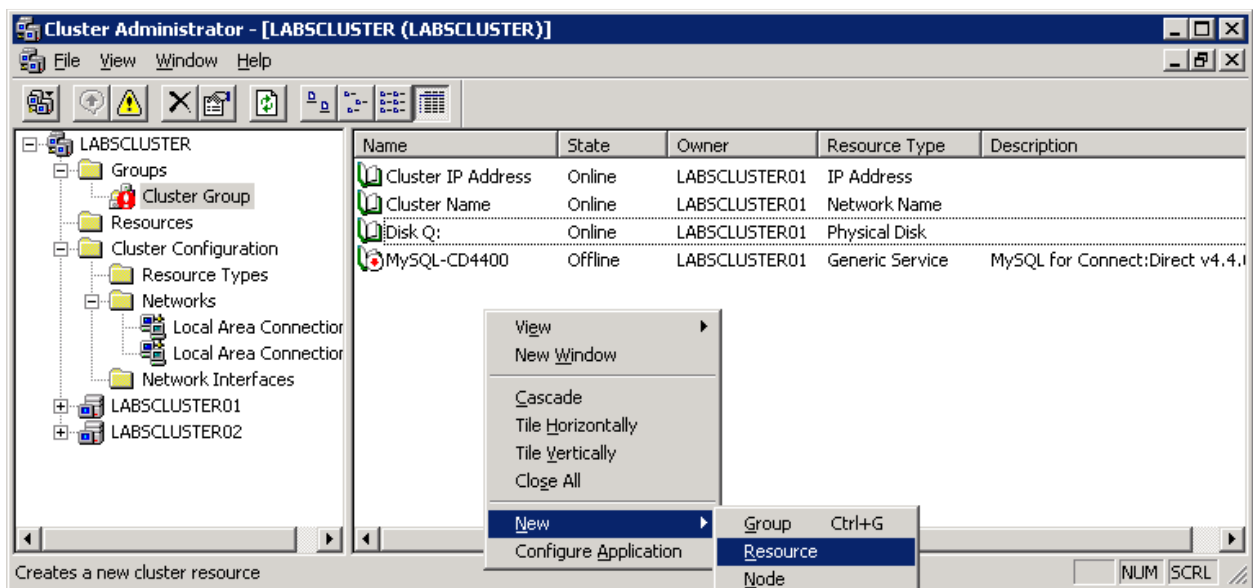 Cluster Administrator - [LABSCLUSTER (LABSCLUSTER)]
File View Window Help
LABSCLUSTER
Groups
Cluster Group
Resources
Cluster Configuration
Resource Types
Networks
Local Area Connection
Local Area Connection
Network Interfaces
LABSCLUSTER01
LABSCLUSTER02
Name State Owner Resource Type Description
Cluster IP Address Online LABSCLUSTER01 IP Address
Cluster Name Online LABSCLUSTER01 Network Name
Disk Q: Online LABSCLUSTER01 Physical Disk
MySQL-CD4400 Offline LABSCLUSTER01 Generic Service MySQL for Connect:Direct v4.4.
View
New Window
Cascade
Tile Horizontally
Tile Vertically
Close All
New
Configure Application
Group Ctrl+G
Resource
Node
Creates a new cluster resource
NUM SCRL